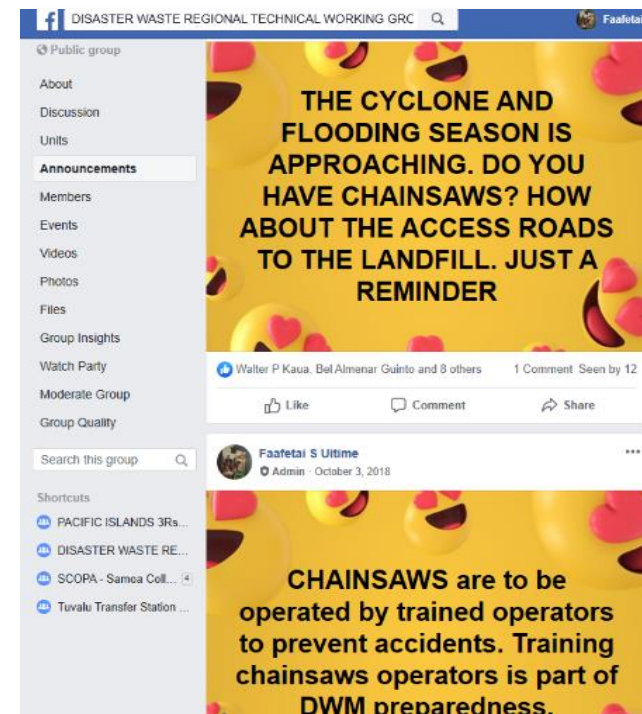 f
DISASTER WASTE REGIONAL TECHNICAL WORKING GRC
Faafetai
Public group
About
Discussion
Units
Announcements
Members
Events
Videos
Photos
Files
Group Insights
Watch Party
Moderate Group
Group Quality
Search this group
Shortcuts
PACIFIC ISLANDS 3Rs...
DISASTER WASTE RE...
SCOPA - Samoa Coll... 4
Tuvalu Transfer Station ...
THE CYCLONE AND
FLOODING SEASON IS
APPROACHING. DO YOU
HAVE CHAINSAWS? HOW
ABOUT THE ACCESS ROADS
TO THE LANDFILL. JUST A
REMINDER
Walter P Kaua, Bel Almenar Guinto and 8 others 1 Comment Seen by 12
Like Comment Share
Faafetai S Uitime
Admin · October 3, 2018
CHAINSAWS are to be
operated by trained operators
to prevent accidents. Training
chainsaws operators is part of
DWM preparedness.